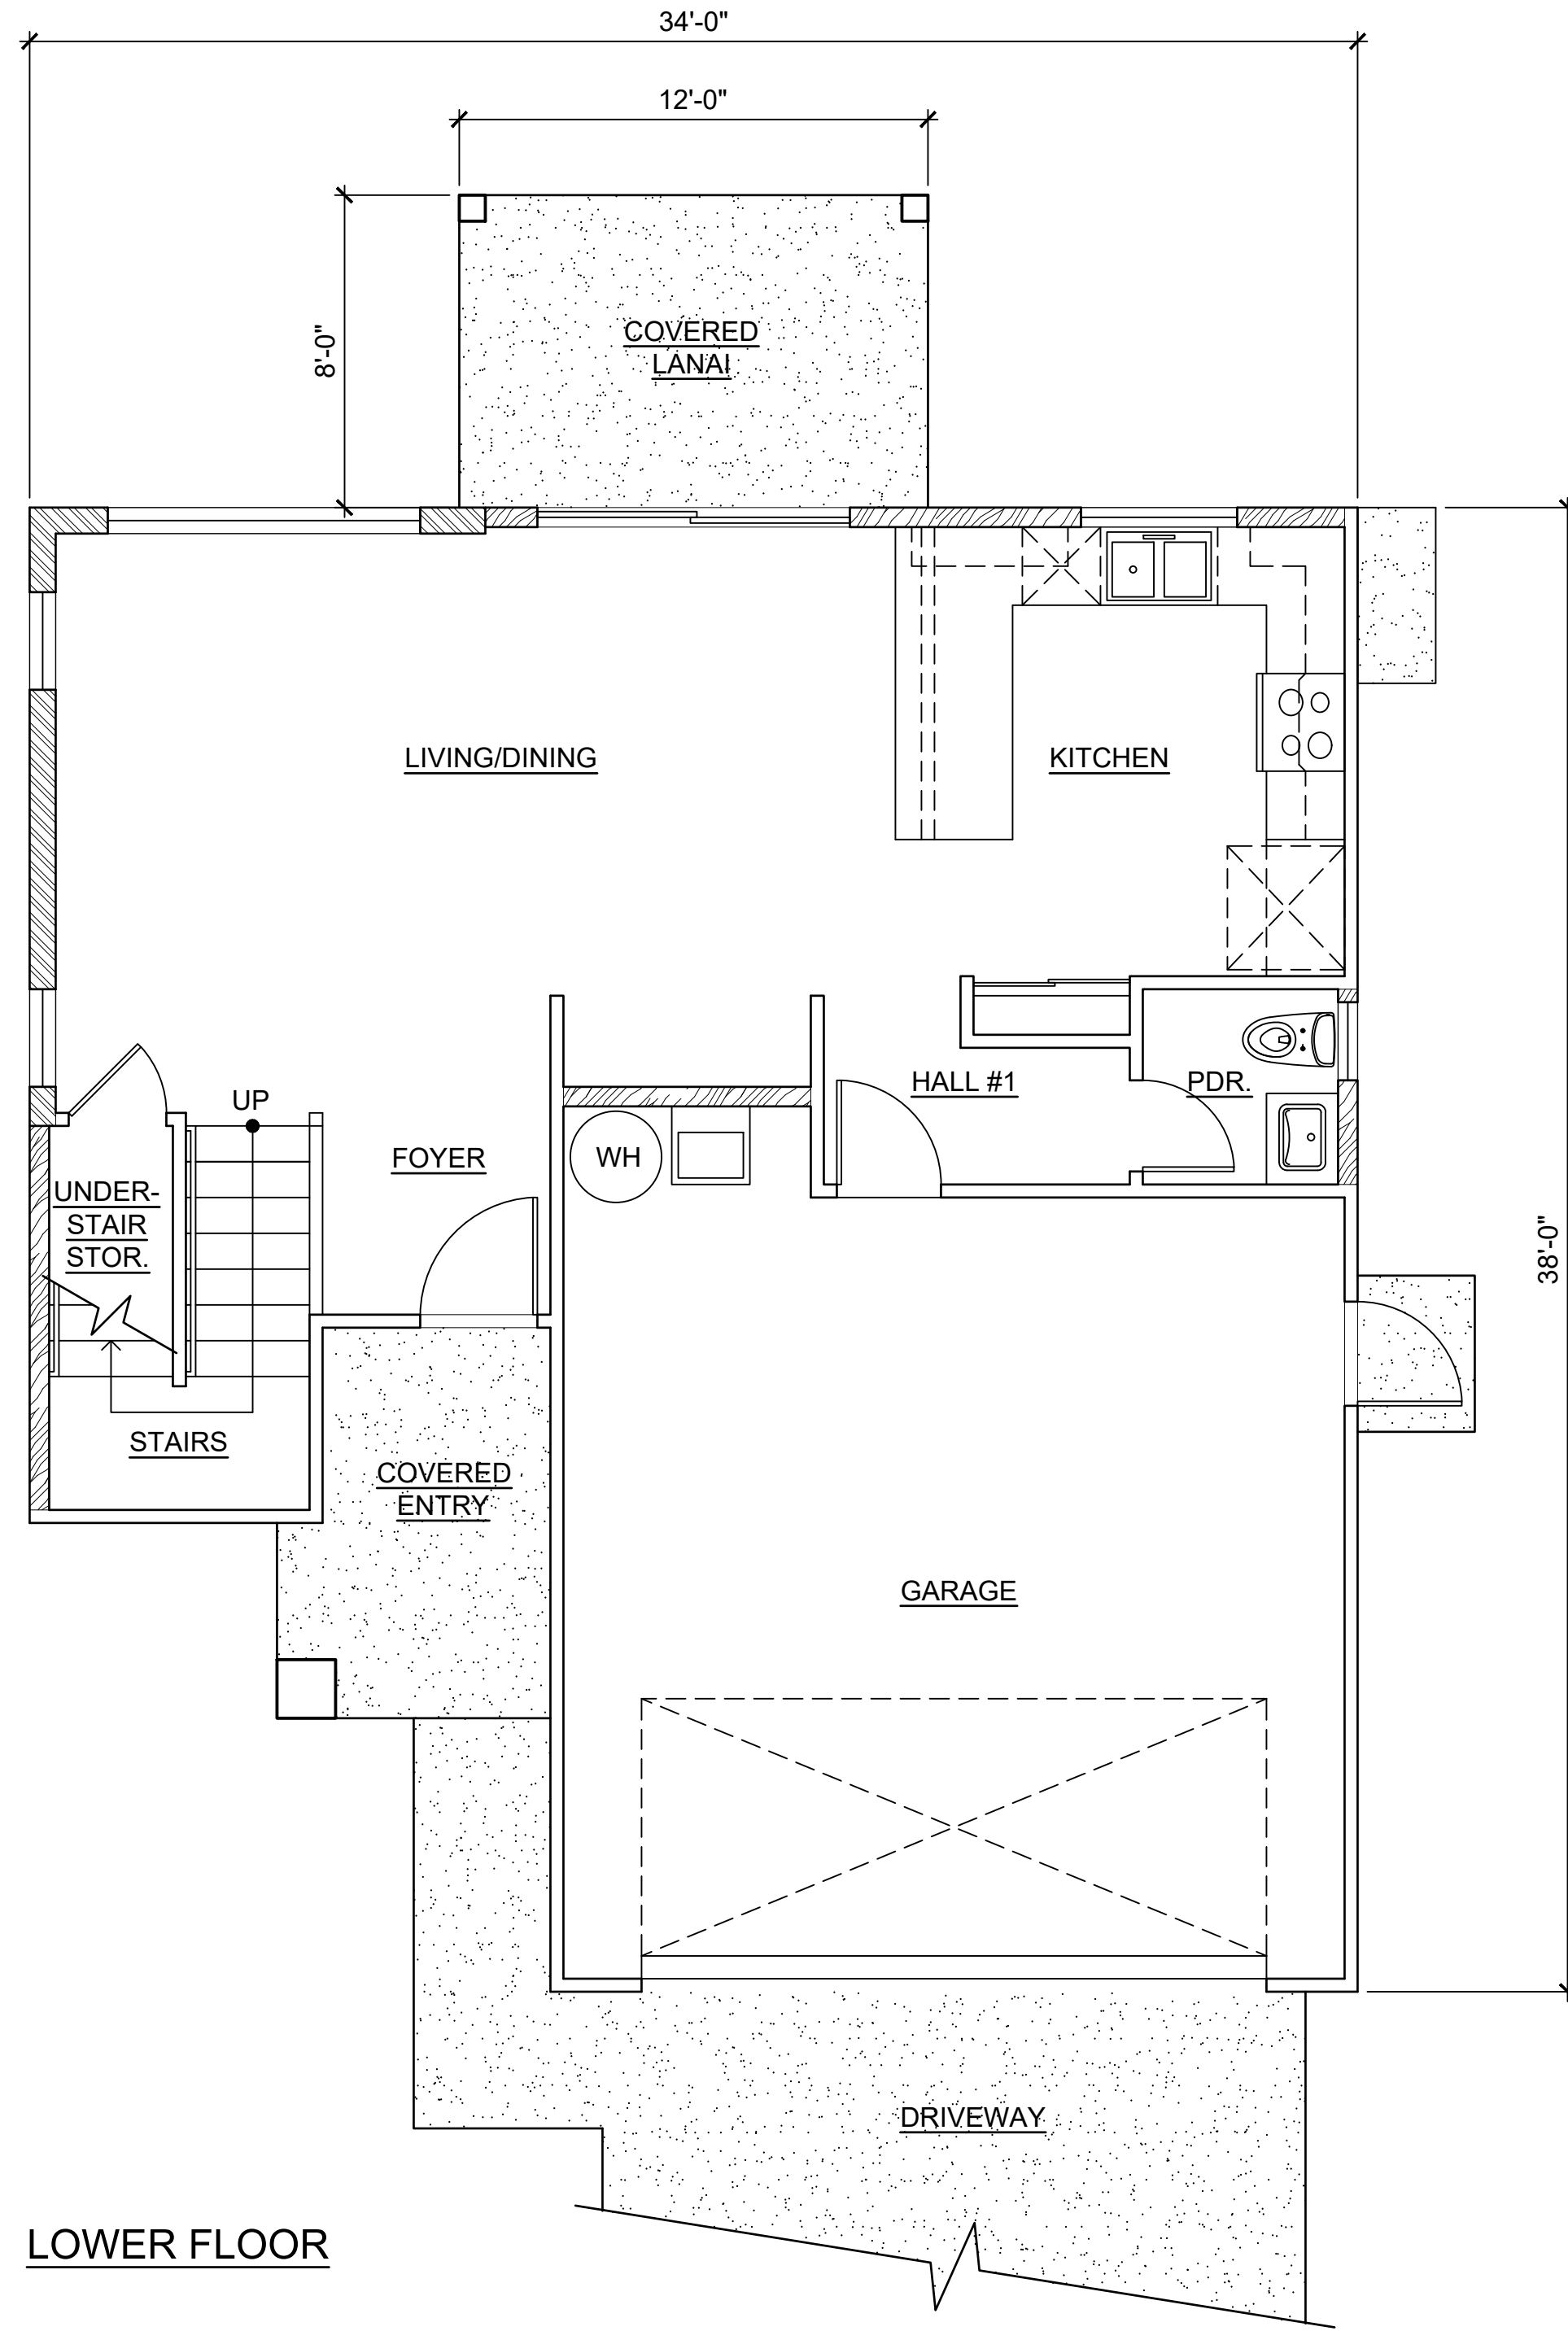 34'-0"
12'-0"
8'-0"
COVERED
LANAI
LIVING/DINING
KITCHEN
HALL #1
PDR.
UP
FOYER
WH
UNDER-
STAIR
STOR.
38'-0"
STAIRS
COVERED
ENTRY
GARAGE
DRIVEWAY
LOWER FLOOR